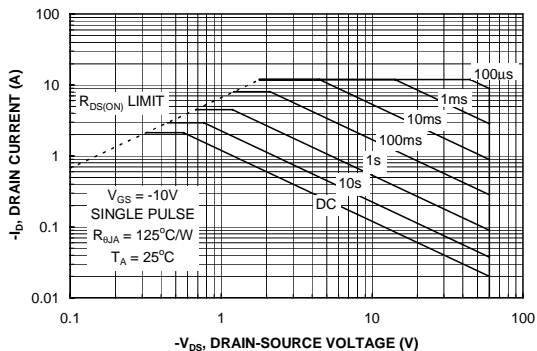 100
10
1
0.1
0.01
-I_D, DRAIN CURRENT (A)
R_DS(ON) LIMIT
100μs
1ms
10ms
100ms
1s
10s
DC
V_GS = -10V
SINGLE PULSE
R_θJA = 125°C/W
T_A = 25°C
0.1
1
10
100
-V_DS, DRAIN-SOURCE VOLTAGE (V)